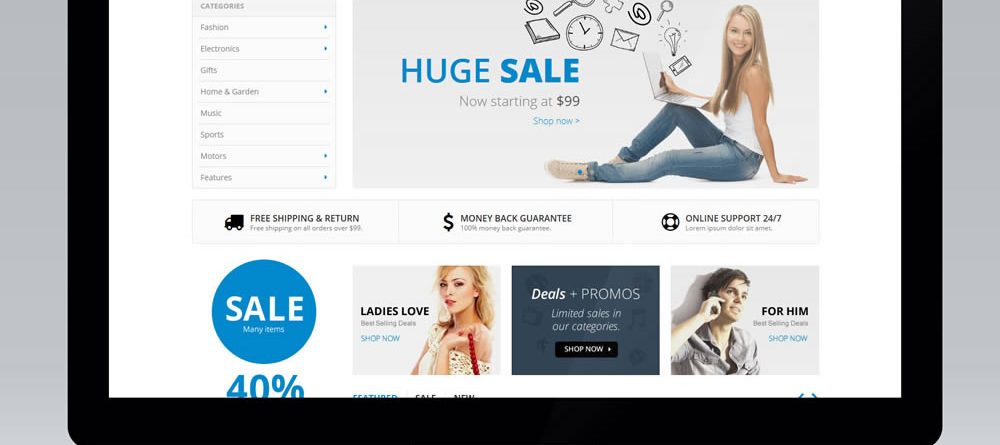 CATEGORIES
Fashion
Electronics
Gifts
Home & Garden
Music
Sports
Motors
Features
HUGE SALE
Now starting at $99
Shop now >
FREE SHIPPING & RETURN
Free shipping on all orders over $99.
MONEY BACK GUARANTEE
100% money back guarantee.
ONLINE SUPPORT 24/7
Lorem ipsum dolor sit amet.
SALE
Many items
40%
LADIES LOVE
Best Selling Deals
SHOP NOW
Deals + PROMOS
Limited sales in
our categories.
SHOP NOW
FOR HIM
Best Selling Deals
SHOP NOW
FEATURED SALE NEW